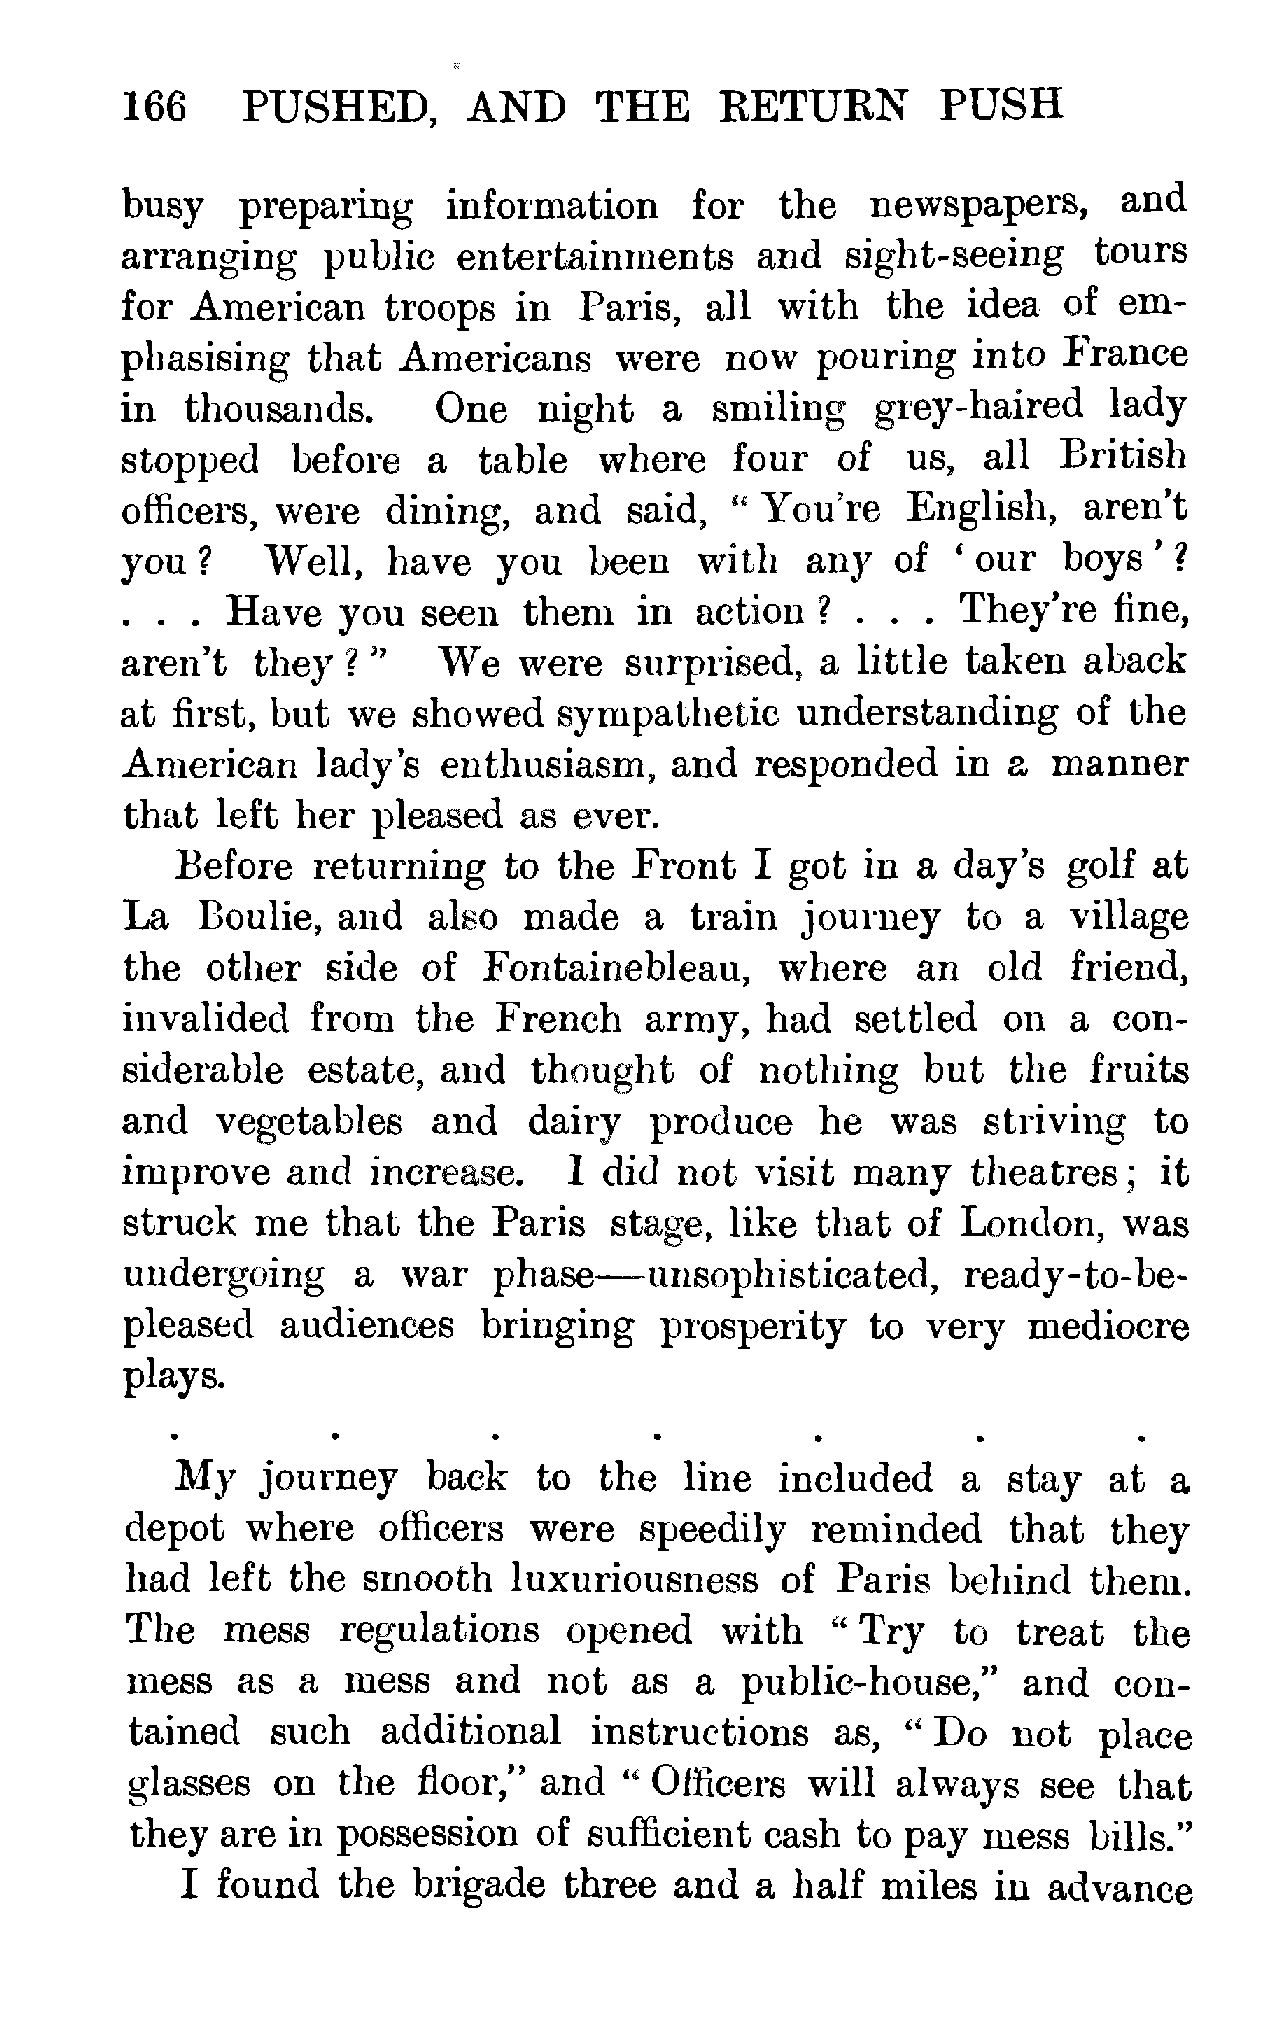 166 PUSHED, AND THE RETURN PUSH
busy preparing information for the newspapers, and
arranging public entertainments and sight-seeing tours
for American troops in Paris, all with the idea of em-
phasising that Americans were now pouring into France
in thousands. One night a smiling grey-haired lady
stopped before a table where four of us, all British
officers, were dining, and said, “ You’re English, aren’t
you ? Well, have you been with any of ‘ our boys ’ ?
. . . Have you seen them in action ? . . . They’re fine,
aren’t they ? ” We were surprised, a little taken aback
at first, but we showed sympathetic understanding of the
American lady’s enthusiasm, and responded in a manner
that left her pleased as ever.
Before returning to the Front I got in a day’s golf at
La Boulie, and also made a train journey to a village
the other side of Fontainebleau, where an old friend,
invalided from the French army, had settled on a con-
siderable estate, and thought of nothing but the fruits
and vegetables and dairy produce he was striving to
improve and increase. I did not visit many theatres ; it
struck me that the Paris stage, like that of London, was
undergoing a war phase—unsophisticated, ready-to-be-
pleased audiences bringing prosperity to very mediocre
plays.
. . . . . . .
My journey back to the line included a stay at a
depot where officers were speedily reminded that they
had left the smooth luxuriousness of Paris behind them.
The mess regulations opened with “ Try to treat the
mess as a mess and not as a public-house,” and con-
tained such additional instructions as, “ Do not place
glasses on the floor,” and “ Officers will always see that
they are in possession of sufficient cash to pay mess bills.”
I found the brigade three and a half miles in advance